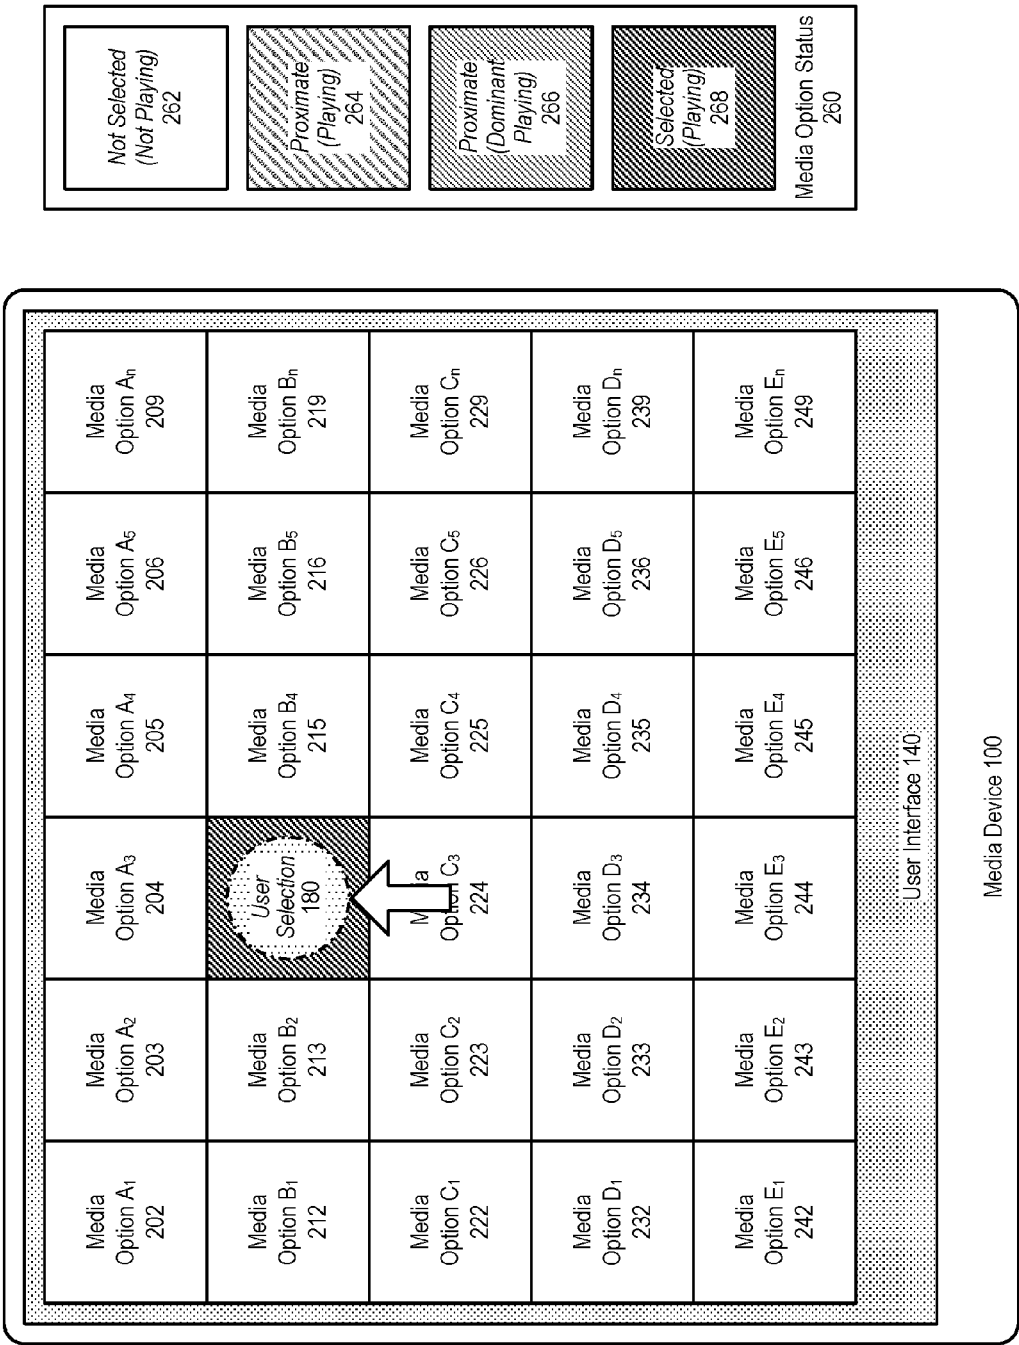 Media
Option A₁
202
Media
Option A₂
203
Media
Option A₃
204
Media
Option A₄
205
Media
Option A₅
206
Media
Option Aₙ
209
Media
Option B₁
212
Media
Option B₂
213
User
Selection
180
Media
Option B₄
215
Media
Option B₅
216
Media
Option Bₙ
219
Media
Option C₁
222
Media
Option C₂
223
Media
Option C₃
224
Media
Option C₄
225
Media
Option C₅
226
Media
Option Cₙ
229
Media
Option D₁
232
Media
Option D₂
233
Media
Option D₃
234
Media
Option D₄
235
Media
Option D₅
236
Media
Option Dₙ
239
Media
Option E₁
242
Media
Option E₂
243
Media
Option E₃
244
Media
Option E₄
245
Media
Option E₅
246
Media
Option Eₙ
249
User Interface 140
Media Device 100
Not Selected
(Not Playing)
262
Proximate
(Playing)
264
Proximate
(Dominant
Playing)
266
Selected
(Playing)
268
Media Option Status
260